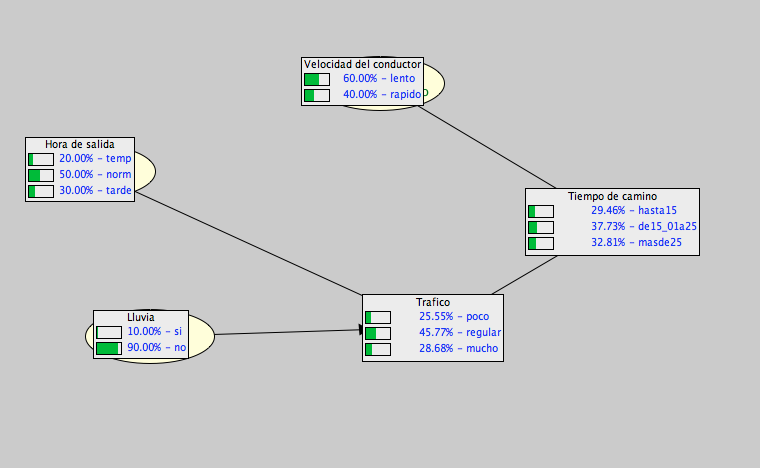 Velocidad del conductor
60.00% - lento
40.00% - rapido
Hora de salida
20.00% - temp
50.00% - norm
30.00% - tarde
Tiempo de camino
29.46% - hasta15
37.73% - de15_01a25
32.81% - masde25
Trafico
25.55% - poco
45.77% - regular
28.68% - mucho
Lluvia
10.00% - si
90.00% - no